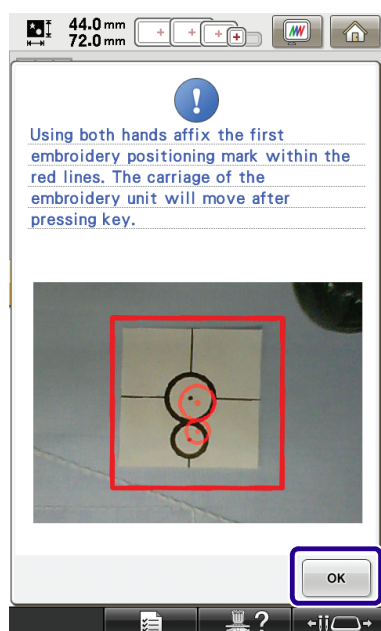 44.0 mm
72.0 mm
Using both hands affix the first
embroidery positioning mark within the
red lines. The carriage of the
embroidery unit will move after
pressing key.
OK
?